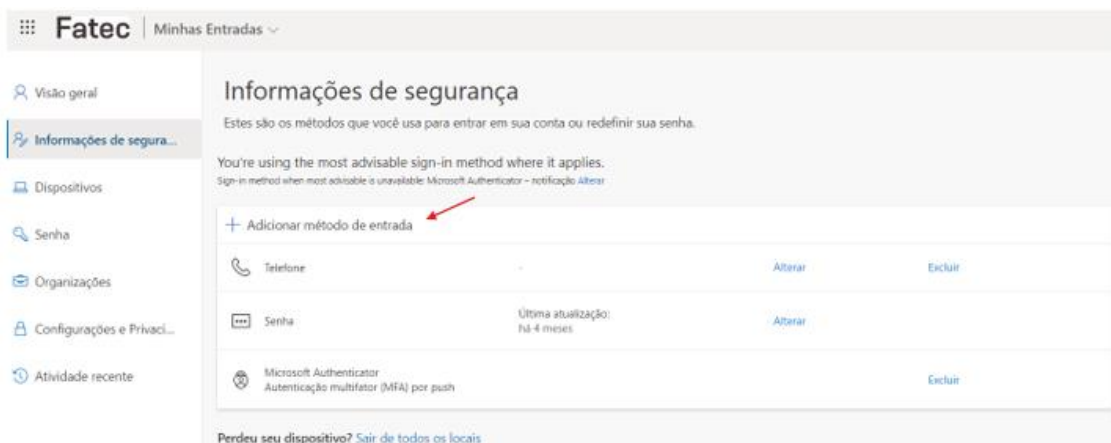 Fatec | Minhas Entradas
Visão geral
Informações de segura...
Dispositivos
Senha
Organizações
Configurações e Privaci...
Atividade recente
Informações de segurança
Estes são os métodos que você usa para entrar em sua conta ou redefinir sua senha.
You're using the most advisable sign-in method where it applies.
Sign-in method when most advisable is unavailable: Microsoft Authenticator – notificação Alterar
+ Adicionar método de entrada
Telefone - Alterar Excluir
Senha Última atualização: há 4 meses Alterar
Microsoft Authenticator
Autenticação multifator (MFA) por push Excluir
Perdeu seu dispositivo? Sair de todos os locais